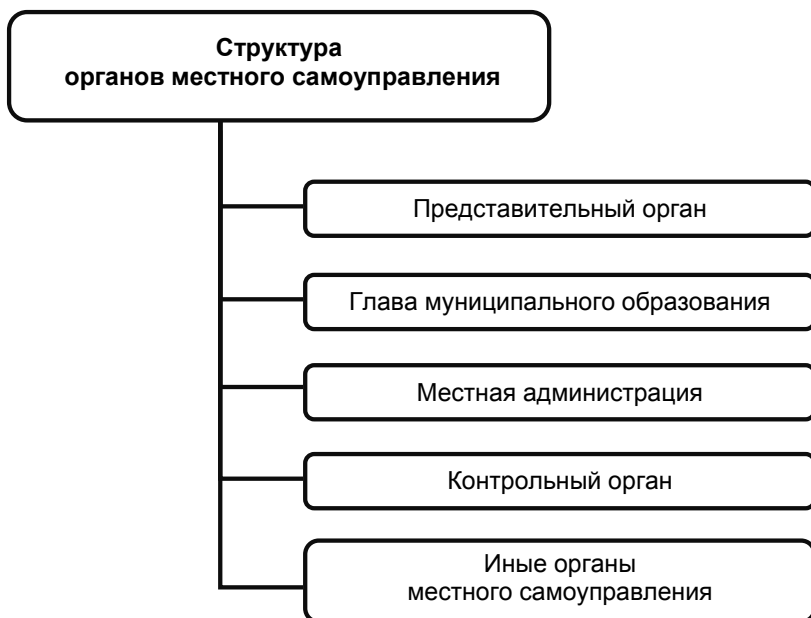 Структура
органов местного самоуправления
Представительный орган
Глава муниципального образования
Местная администрация
Контрольный орган
Иные органы
местного самоуправления